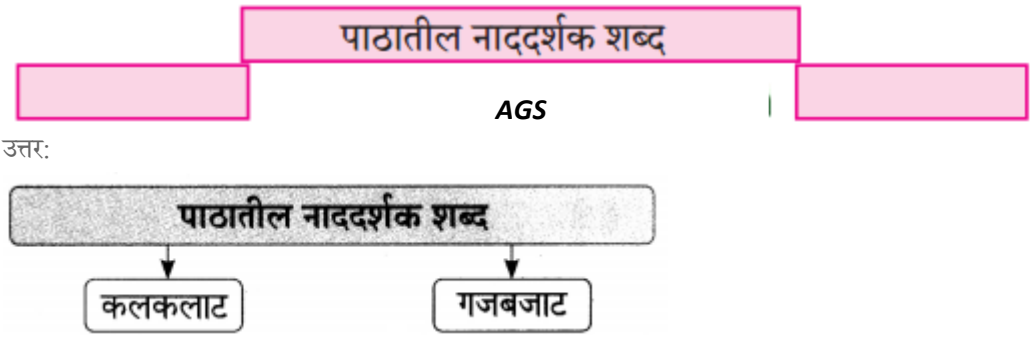 पाठातील नाददर्शक शब्द
AGS
उत्तर:
पाठातील नाददर्शक शब्द
कलकलाट गजबजाट